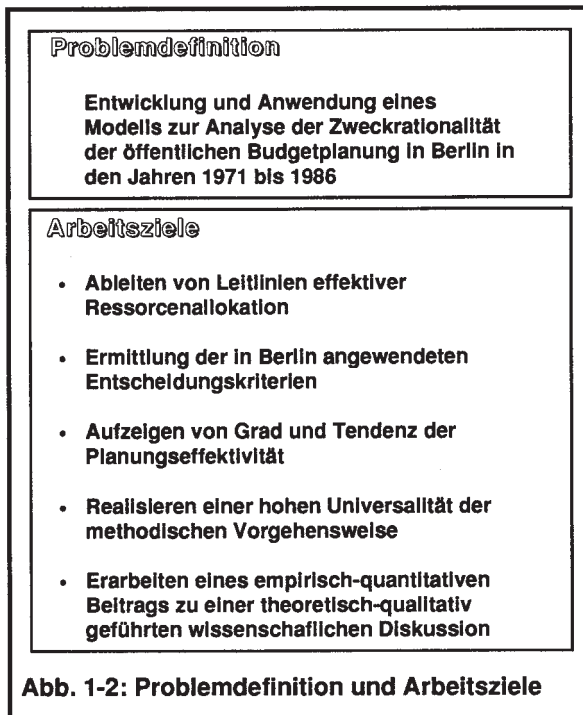 Problemdefinition
Entwicklung und Anwendung eines
Modells zur Analyse der Zweckrationalität
der öffentlichen Budgetplanung in Berlin in
den Jahren 1971 bis 1986
Arbeitsziele
• Ableiten von Leitlinien effektiver
Ressorcenallokation
• Ermittlung der in Berlin angewendeten
Entscheidungskriterien
• Aufzeigen von Grad und Tendenz der
Planungseffektivität
• Realisieren einer hohen Universalität der
methodischen Vorgehensweise
• Erarbeiten eines empirisch-quantitativen
Beitrags zu einer theoretisch-qualitativ
geführten wissenschaftlichen Diskussion
Abb. 1-2: Problemdefinition und Arbeitsziele